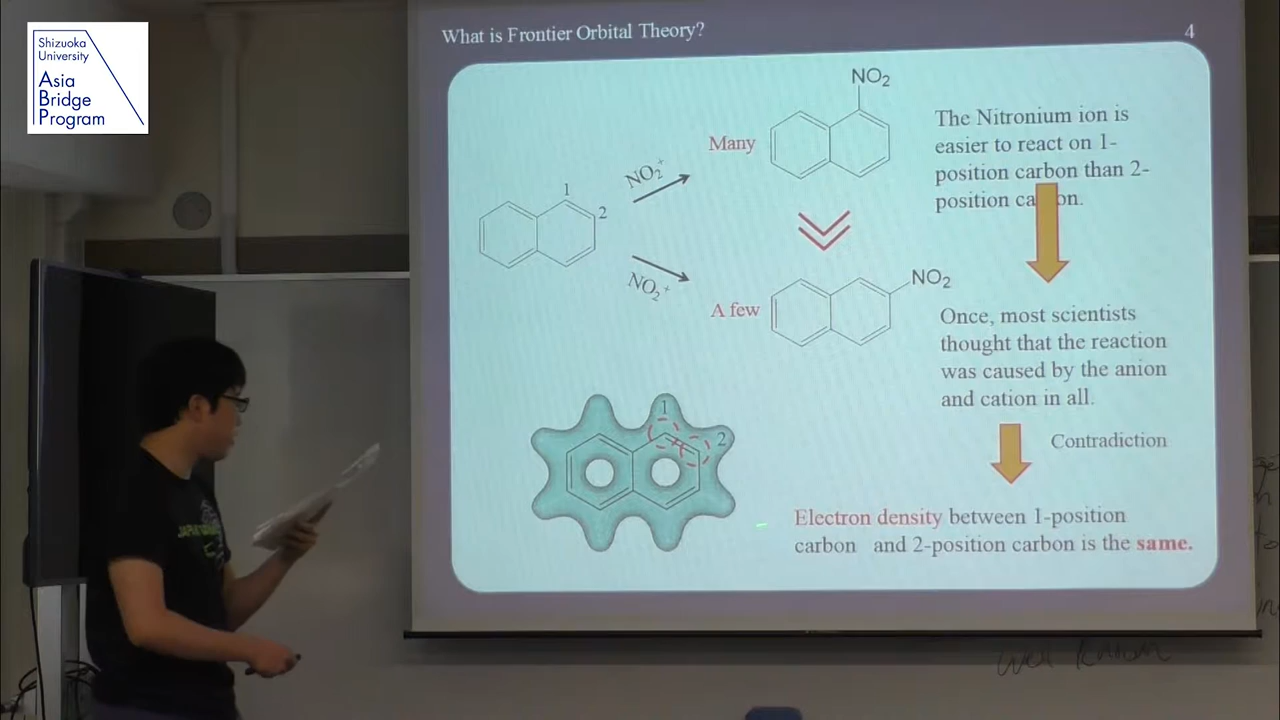 Shizuoka
University
Asia
Bridge
Program
What is Frontier Orbital Theory?
4
NO2
Many
The Nitronium ion is
easier to react on 1-
position carbon than 2-
position ca on.
NO2+
1
2
NO2+
A few
NO2
Once, most scientists
thought that the reaction
was caused by the anion
and cation in all.
1
2
Contradiction
Electron density between 1-position
carbon and 2-position carbon is the same.